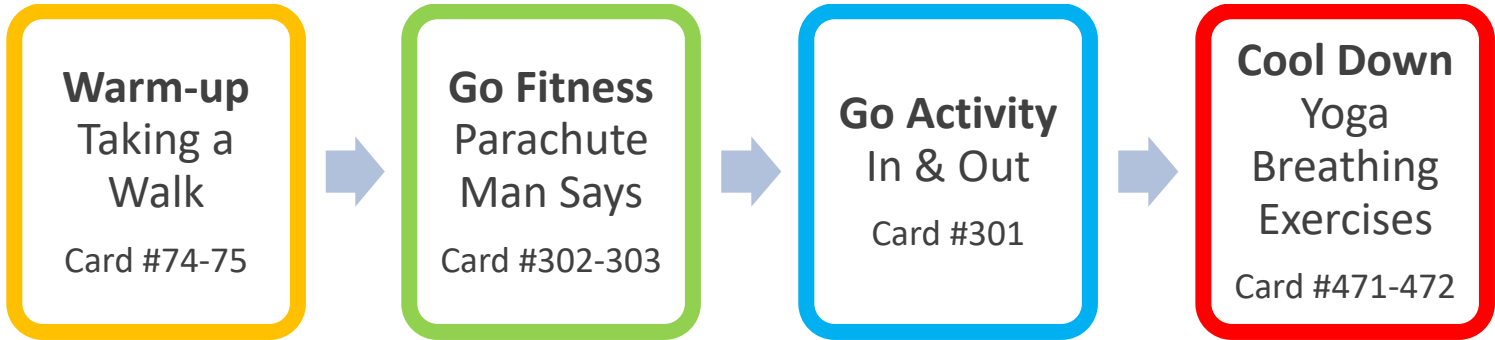 Warm-up
Taking a
Walk
Card #74-75
Go Fitness
Parachute
Man Says
Card #302-303
Go Activity
In & Out
Card #301
Cool Down
Yoga
Breathing
Exercises
Card #471-472